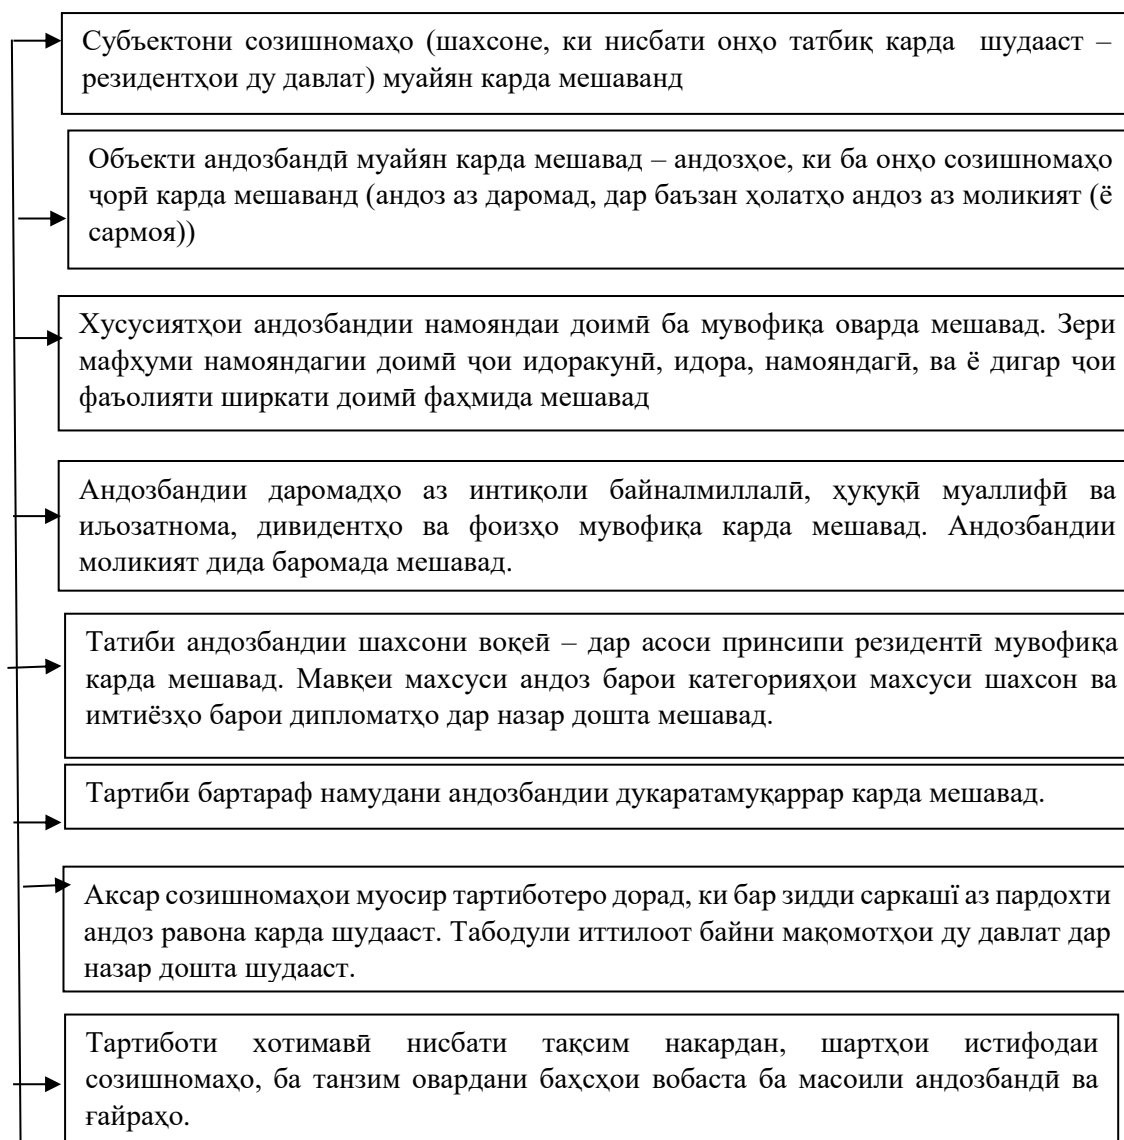 Субъектони созишномаҳо (шахсоне, ки нисбати онҳо татбиқ карда шудааст –
резидентҳои ду давлат) муайян карда мешаванд
Объекти андозбандӣ муайян карда мешавад – андозҳое, ки ба онҳо созишномаҳо
ҷорӣ карда мешаванд (андоз аз даромад, дар баъзан ҳолатҳо андоз аз моликият (ё
сармоя))
Хусусиятҳои андозбандии намояндаи доимӣ ба мувофиқа оварда мешавад. Зери
мафҳуми намояндагии доимӣ ҷои идоракунӣ, идора, намояндагӣ, ва ё дигар ҷои
фаъолияти ширкати доимӣ фаҳмида мешавад
Андозбандии даромадҳо аз интиқоли байналмиллалӣ, ҳуқуқӣ муаллифӣ ва
иљозатнома, дивидентҳо ва фоизҳо мувофиқа карда мешавад. Андозбандии
моликият дида баромада мешавад.
Татиби андозбандии шахсони воқеӣ – дар асоси принсипи резидентӣ мувофиқа
карда мешавад. Мавқеи махсуси андоз барои категорияҳои махсуси шахсон ва
имтиёзҳо барои дипломатҳо дар назар дошта мешавад.
Тартиби бартараф намудани андозбандии дукаратамуқаррар карда мешавад.
Аксар созишномаҳои муосир тартиботеро дорад, ки бар зидди саркашї аз пардохти
андоз равона карда шудааст. Табодули иттилоот байни мақомотҳои ду давлат дар
назар дошта шудааст.
Тартиботи хотимавӣ нисбати тақсим накардан, шартҳои истифодаи
созишномаҳо, ба танзим овардани баҳсҳои вобаста ба масоили андозбандӣ ва
ғайраҳо.